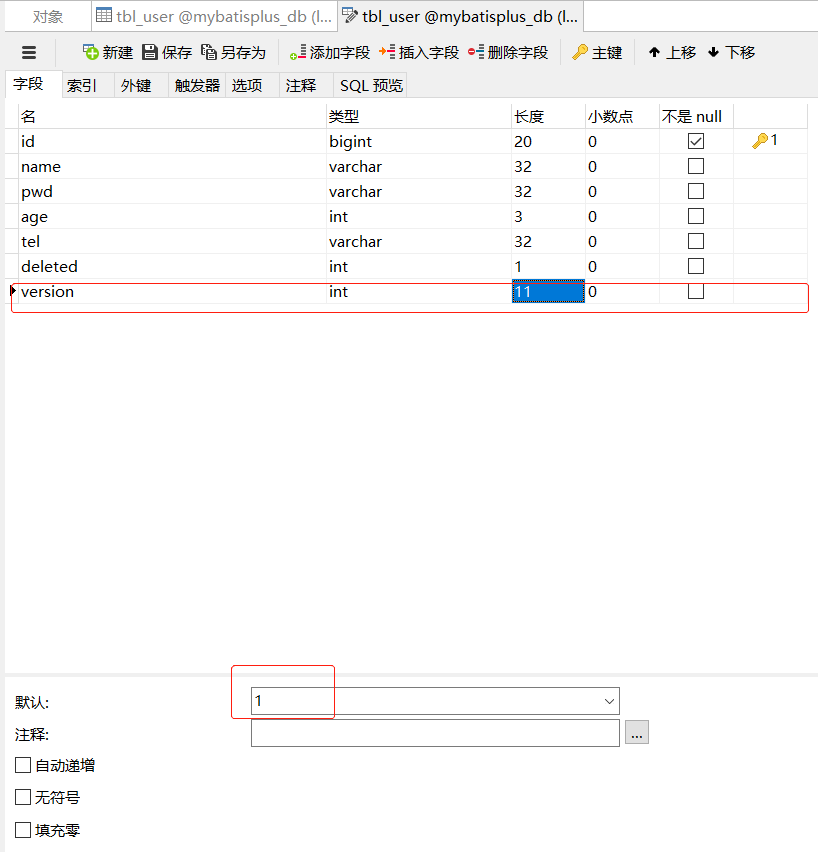 对象 tbl_user @mybatisplus_db (l... tbl_user @mybatisplus_db (l...
新建 保存 另存为 添加字段 插入字段 删除字段 主键 上移 下移
字段 索引 外键 触发器 选项 注释 SQL 预览
名 类型 长度 小数点 不是 null
id bigint 20 0 1
name varchar 32 0
pwd varchar 32 0
age int 3 0
tel varchar 32 0
deleted int 1 0
version int 11 0
默认: 1
注释: ...
自动递增
无符号
填充零